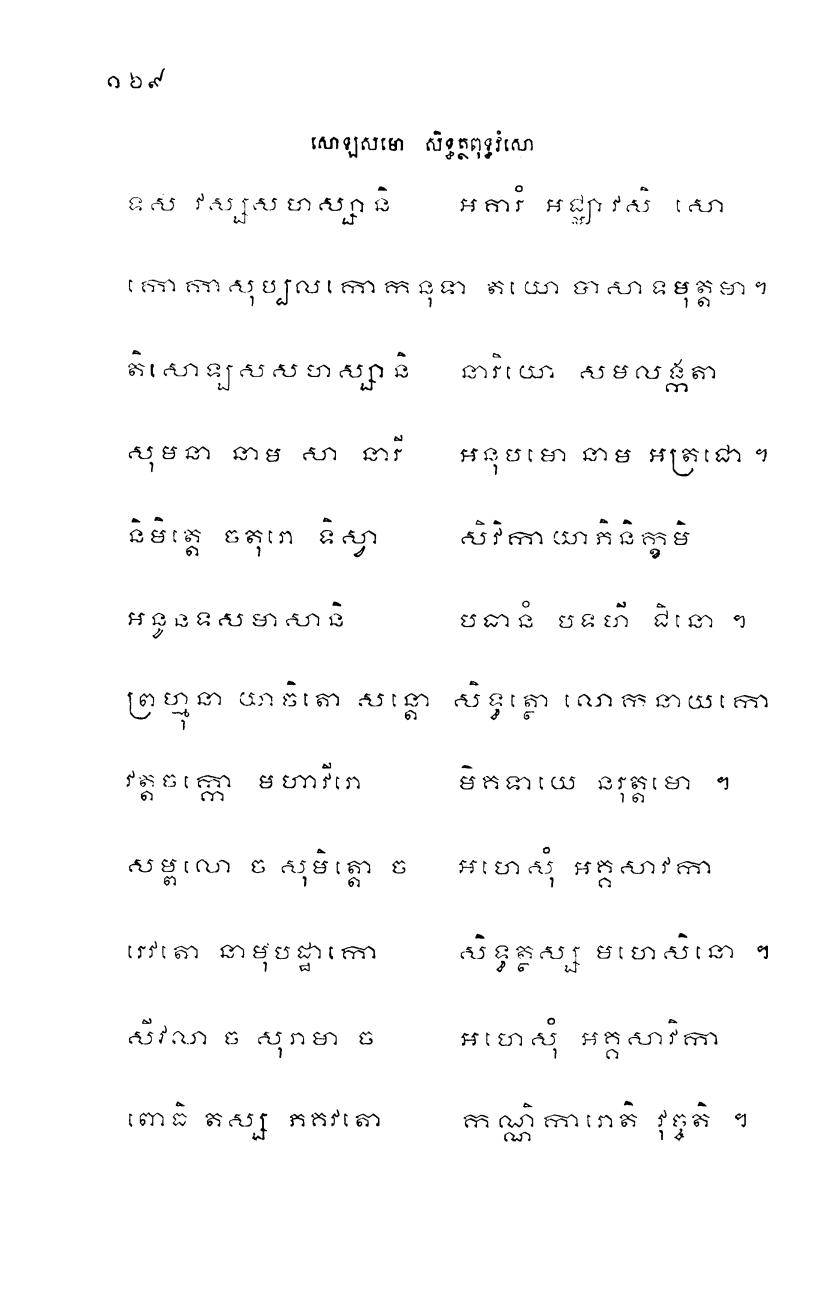 ១៦៩
សោឡសមោ សិទ្ធត្ថពុទ្ធវំសោ
ទស វស្សសហស្សានិ អគារំ អជ្ឈាវសិ សោ
កោកាសុប្បលកោកនុទា តយោ បាសាទមុត្តមា។
តិសោឡសសហស្សានិ នារិយោ សមលង្កតា
សុមនា នាម សា នារី អនុបមោ នាម អត្រជោ ។
និមិត្តេ ចតុរោ ទិស្វា សិវិកាយាភិនិក្ខមិ
អនូនទសមាសានិ បធានំ បទហី ជិនោ ។
ព្រហ្មុនា យាចិតោ សន្តោ សិទ្ធត្ថោ លោកនាយកោ
វត្តចក្កោ មហាវីរោ មិគទាយេ នរុត្តមោ ។
សម្ពលោ ច សុមិត្តោ ច អហេសុំ អគ្គសាវកា
រេវតោ នាមុបដ្ឋាកោ សិទ្ធត្ថស្ស មហេសិនោ ។
សីវលា ច សុរាមា ច អហេសុំ អគ្គសាវិកា
ពោធិ តស្ស ភគវតោ កណ្ណិការោតិ វុច្ចតិ ។